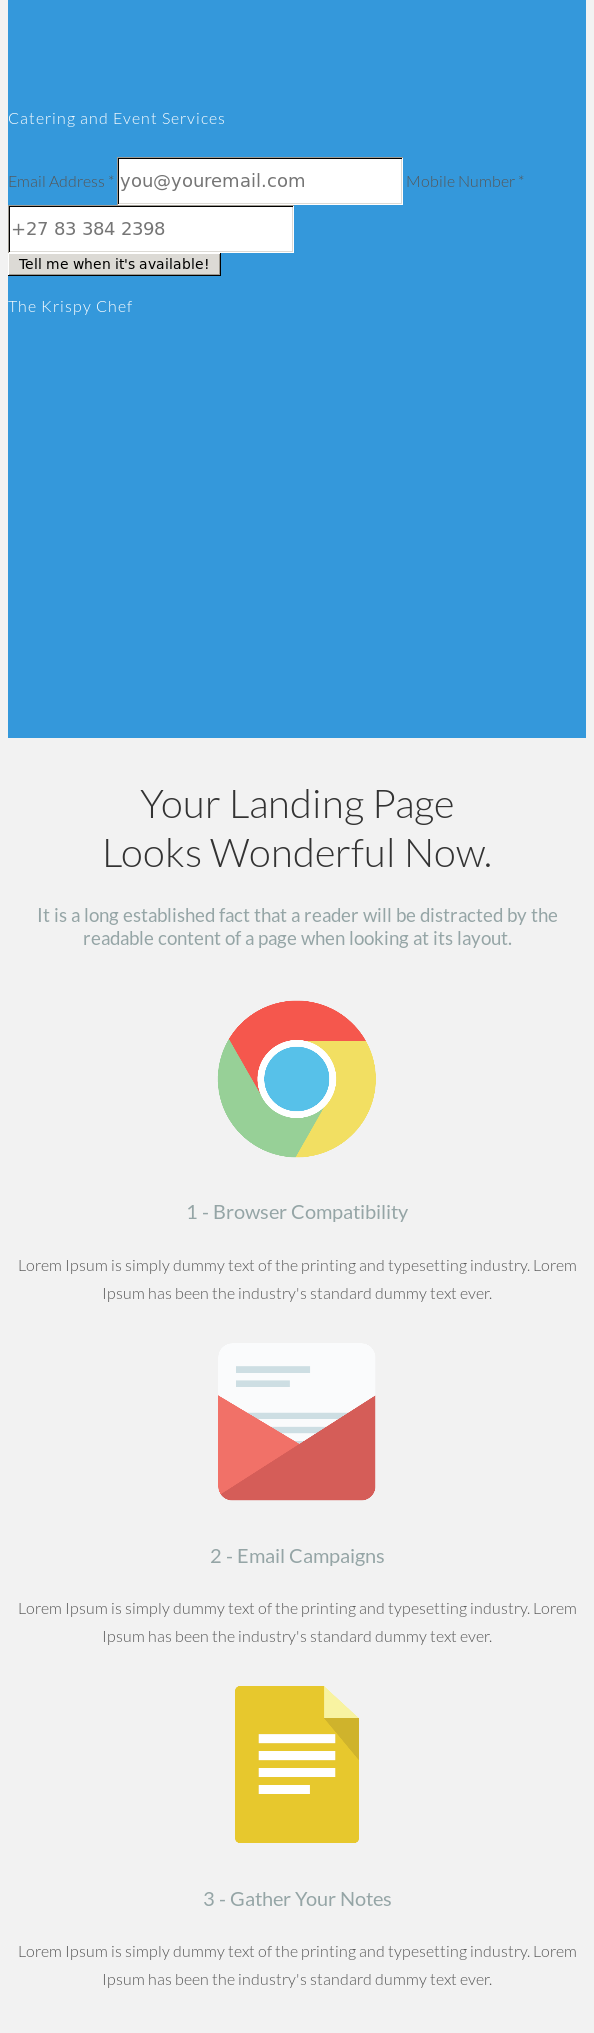 Catering and Event Services
Email Address * you@youremail.com Mobile Number *
+27 83 384 2398
Tell me when it's available!
The Krispy Chef
Your Landing Page
Looks Wonderful Now.
It is a long established fact that a reader will be distracted by the
readable content of a page when looking at its layout.
1 - Browser Compatibility
Lorem Ipsum is simply dummy text of the printing and typesetting industry. Lorem
Ipsum has been the industry's standard dummy text ever.
2 - Email Campaigns
Lorem Ipsum is simply dummy text of the printing and typesetting industry. Lorem
Ipsum has been the industry's standard dummy text ever.
3 - Gather Your Notes
Lorem Ipsum is simply dummy text of the printing and typesetting industry. Lorem
Ipsum has been the industry's standard dummy text ever.